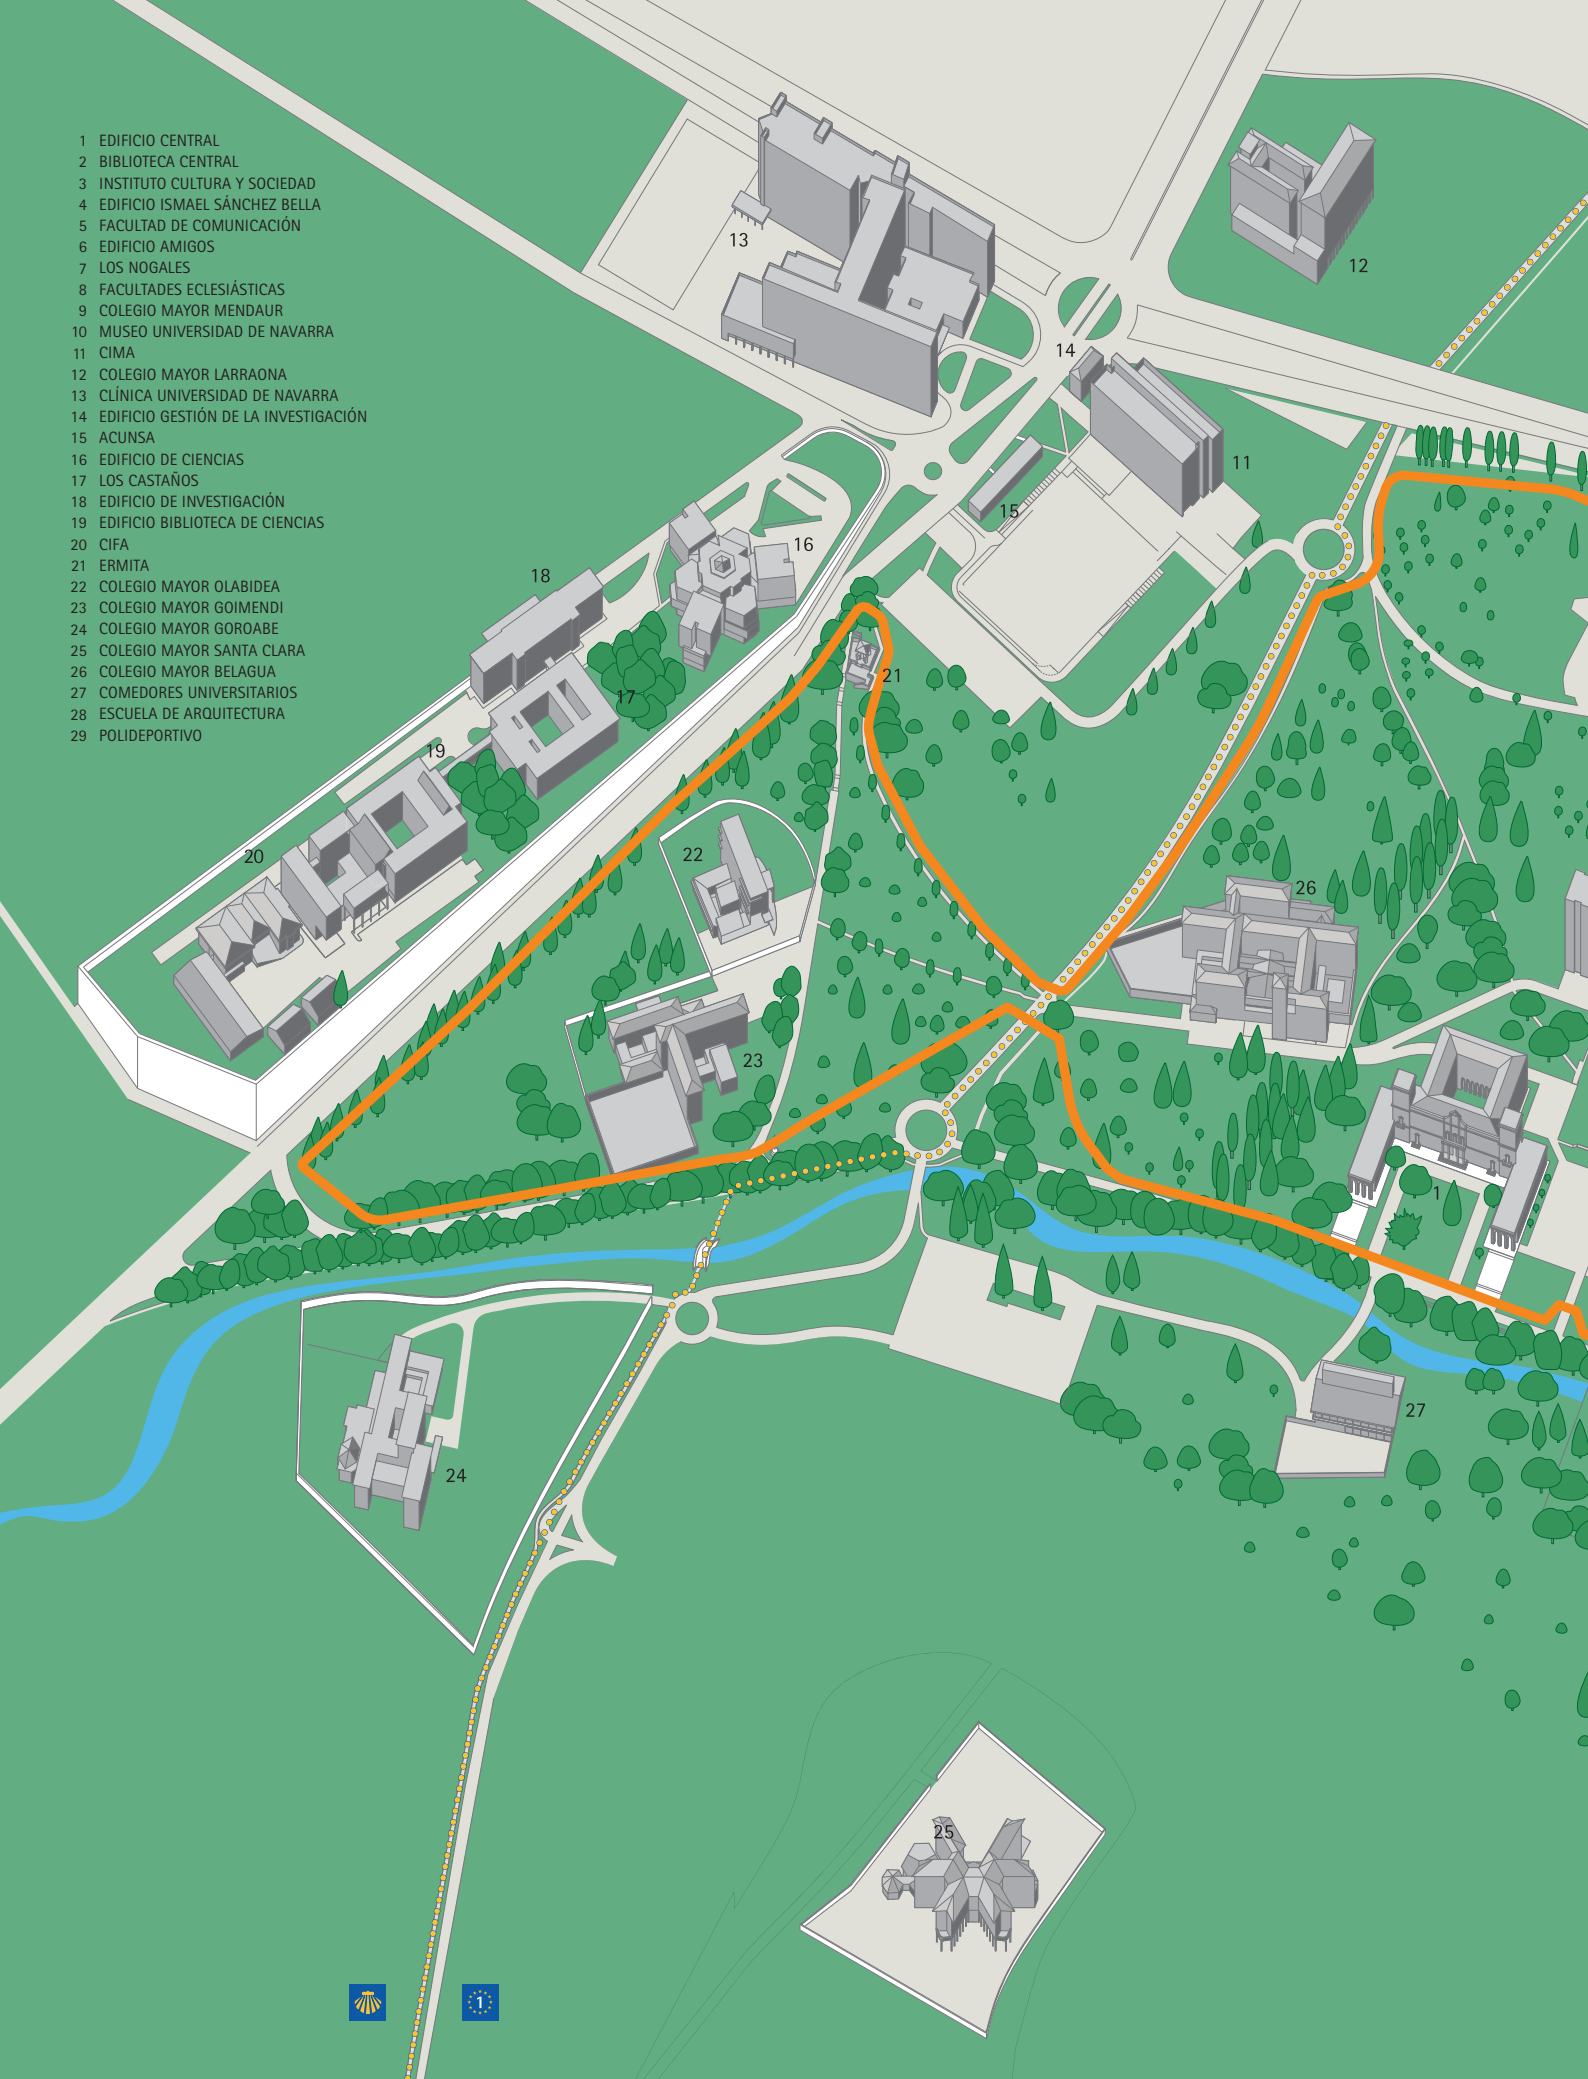 1 EDIFICIO CENTRAL
2 BIBLIOTECA CENTRAL
3 INSTITUTO CULTURA Y SOCIEDAD
4 EDIFICIO ISMAEL SÁNCHEZ BELLA
5 FACULTAD DE COMUNICACIÓN
6 EDIFICIO AMIGOS
7 LOS NOGALES
8 FACULTADES ECLESIÁSTICAS
9 COLEGIO MAYOR MENDAUR
10 MUSEO UNIVERSIDAD DE NAVARRA
11 CIMA
12 COLEGIO MAYOR LARRAONA
13 CLÍNICA UNIVERSIDAD DE NAVARRA
14 EDIFICIO GESTIÓN DE LA INVESTIGACIÓN
15 ACUNSA
16 EDIFICIO DE CIENCIAS
17 LOS CASTAÑOS
18 EDIFICIO DE INVESTIGACIÓN
19 EDIFICIO BIBLIOTECA DE CIENCIAS
20 CIFA
21 ERMITA
22 COLEGIO MAYOR OLABIDEA
23 COLEGIO MAYOR GOIMENDI
24 COLEGIO MAYOR GOROABE
25 COLEGIO MAYOR SANTA CLARA
26 COLEGIO MAYOR BELAGUA
27 COMEDORES UNIVERSITARIOS
28 ESCUELA DE ARQUITECTURA
29 POLIDEPORTIVO
13
12
14
11
15
16
18
21
17
19
20
22
26
23
1
27
24
25
1